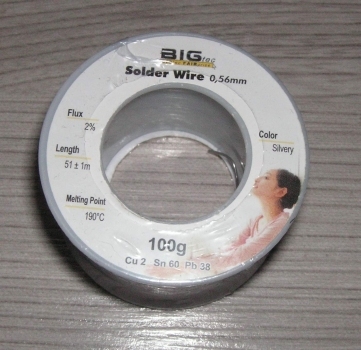 BIG
Solder Wire 0,56mm
Flux
2%
Length
51 ± 1m
Melting Point
190°C
Color
Silvery
100g
Cu 2 Sn 60 Pb 38